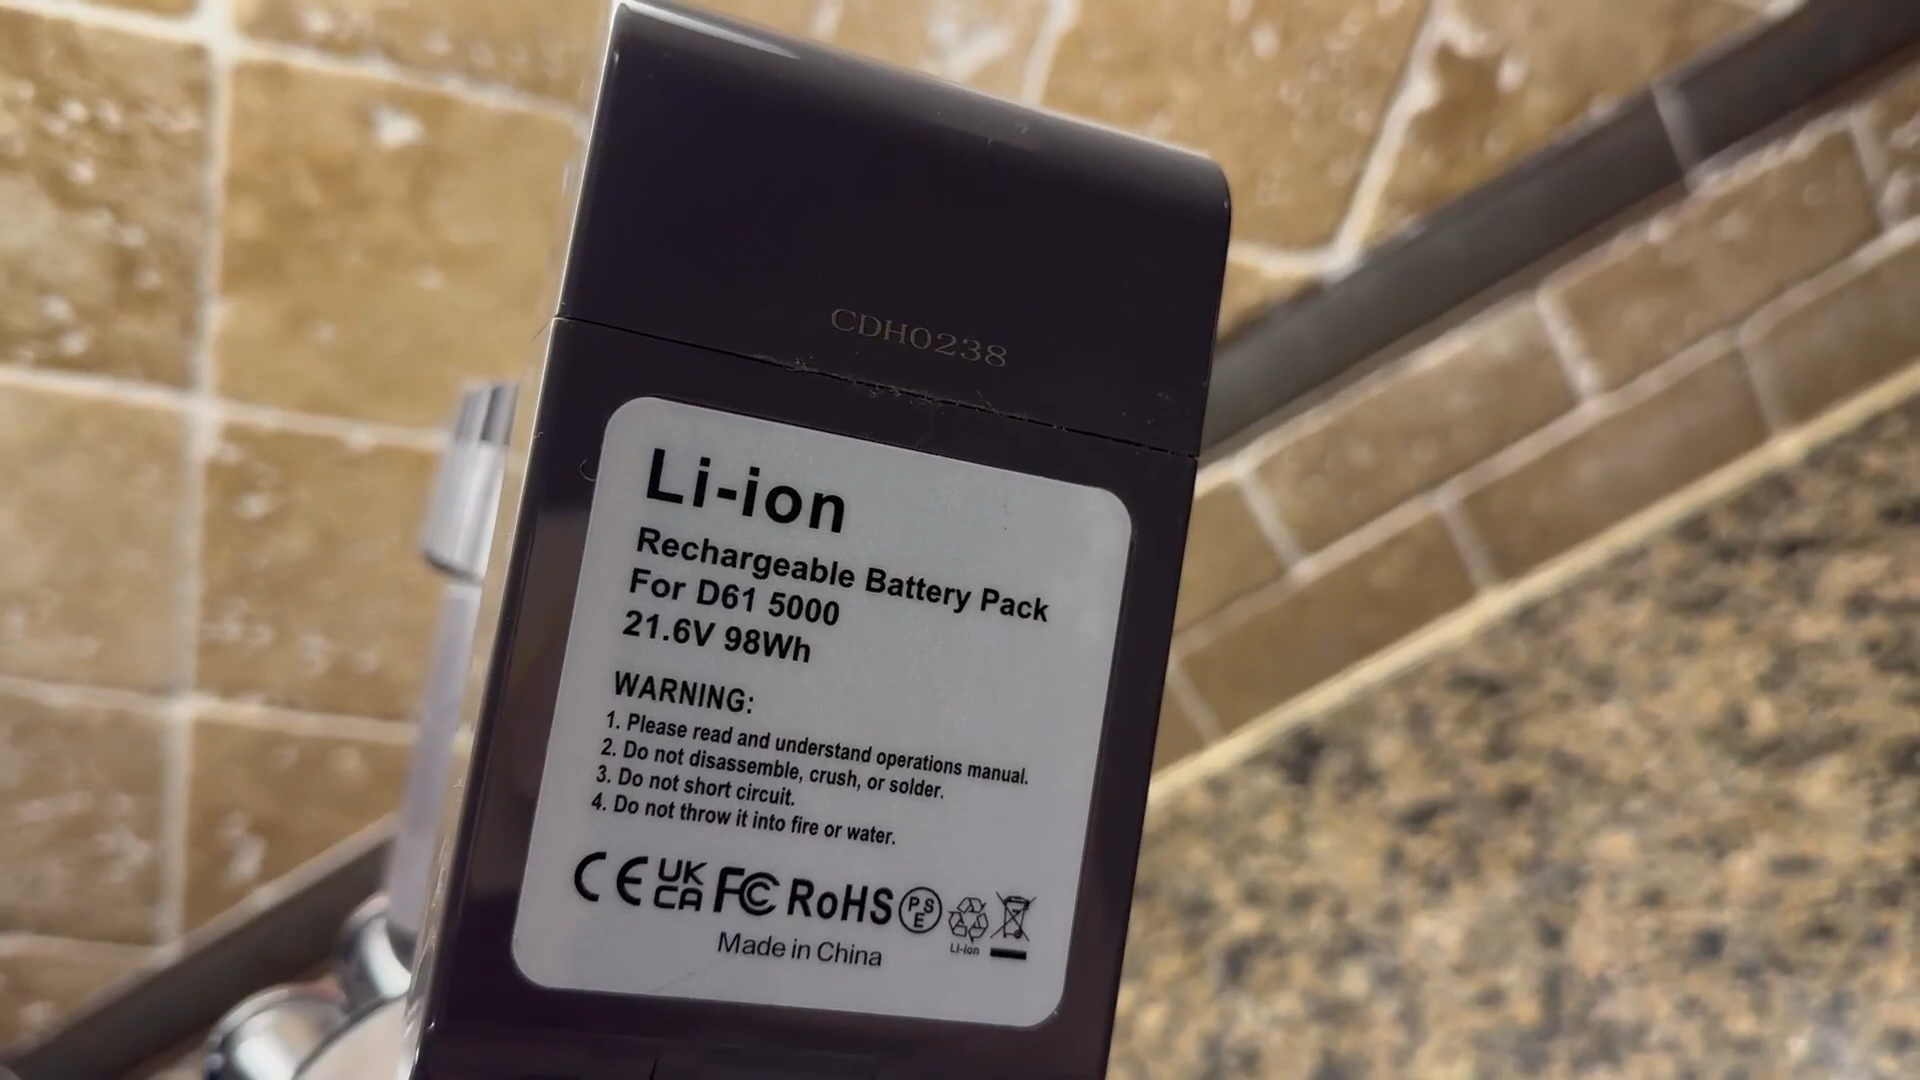 CDH0238
Li-ion
Rechargeable Battery Pack
For D61 5000
21.6V 98Wh
WARNING:
1. Please read and understand operations manual.
2. Do not disassemble, crush, or solder.
3. Do not short circuit.
4. Do not throw it into fire or water.
CE UK CA FC RoHS PSE
Li-ion
Made in China